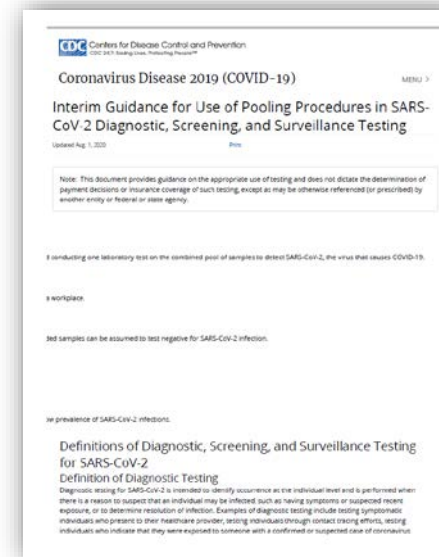 CDC Centers for Disease Control and Prevention
CDC 24/7: Saving Lives, Protecting People™
Coronavirus Disease 2019 (COVID-19)
MENU >
Interim Guidance for Use of Pooling Procedures in SARS-
CoV-2 Diagnostic, Screening, and Surveillance Testing
Updated Aug. 1, 2020
Print
Note: This document provides guidance on the appropriate use of testing and does not dictate the determination of
payment decisions or insurance coverage of such testing, except as may be otherwise referenced (or prescribed) by
another entity or federal or state agency.
conducting one laboratory test on the combined pool of samples to detect SARS-CoV-2, the virus that causes COVID-19.
workplace.
samples can be assumed to test negative for SARS-CoV-2 infection.
prevalence of SARS-CoV-2 infections.
Definitions of Diagnostic, Screening, and Surveillance Testing
for SARS-CoV-2
Definition of Diagnostic Testing
Diagnostic testing for SARS-CoV-2 is intended to identify occurrence at the individual level and is performed when
there is a reason to suspect that an individual may be infected, such as having symptoms or suspected recent
exposure, or to determine resolution of infection. Examples of diagnostic testing include testing symptomatic
individuals who present to their healthcare provider, testing individuals through contact tracing efforts, testing
individuals who indicate that they were exposed to someone with a confirmed or suspected case of coronavirus